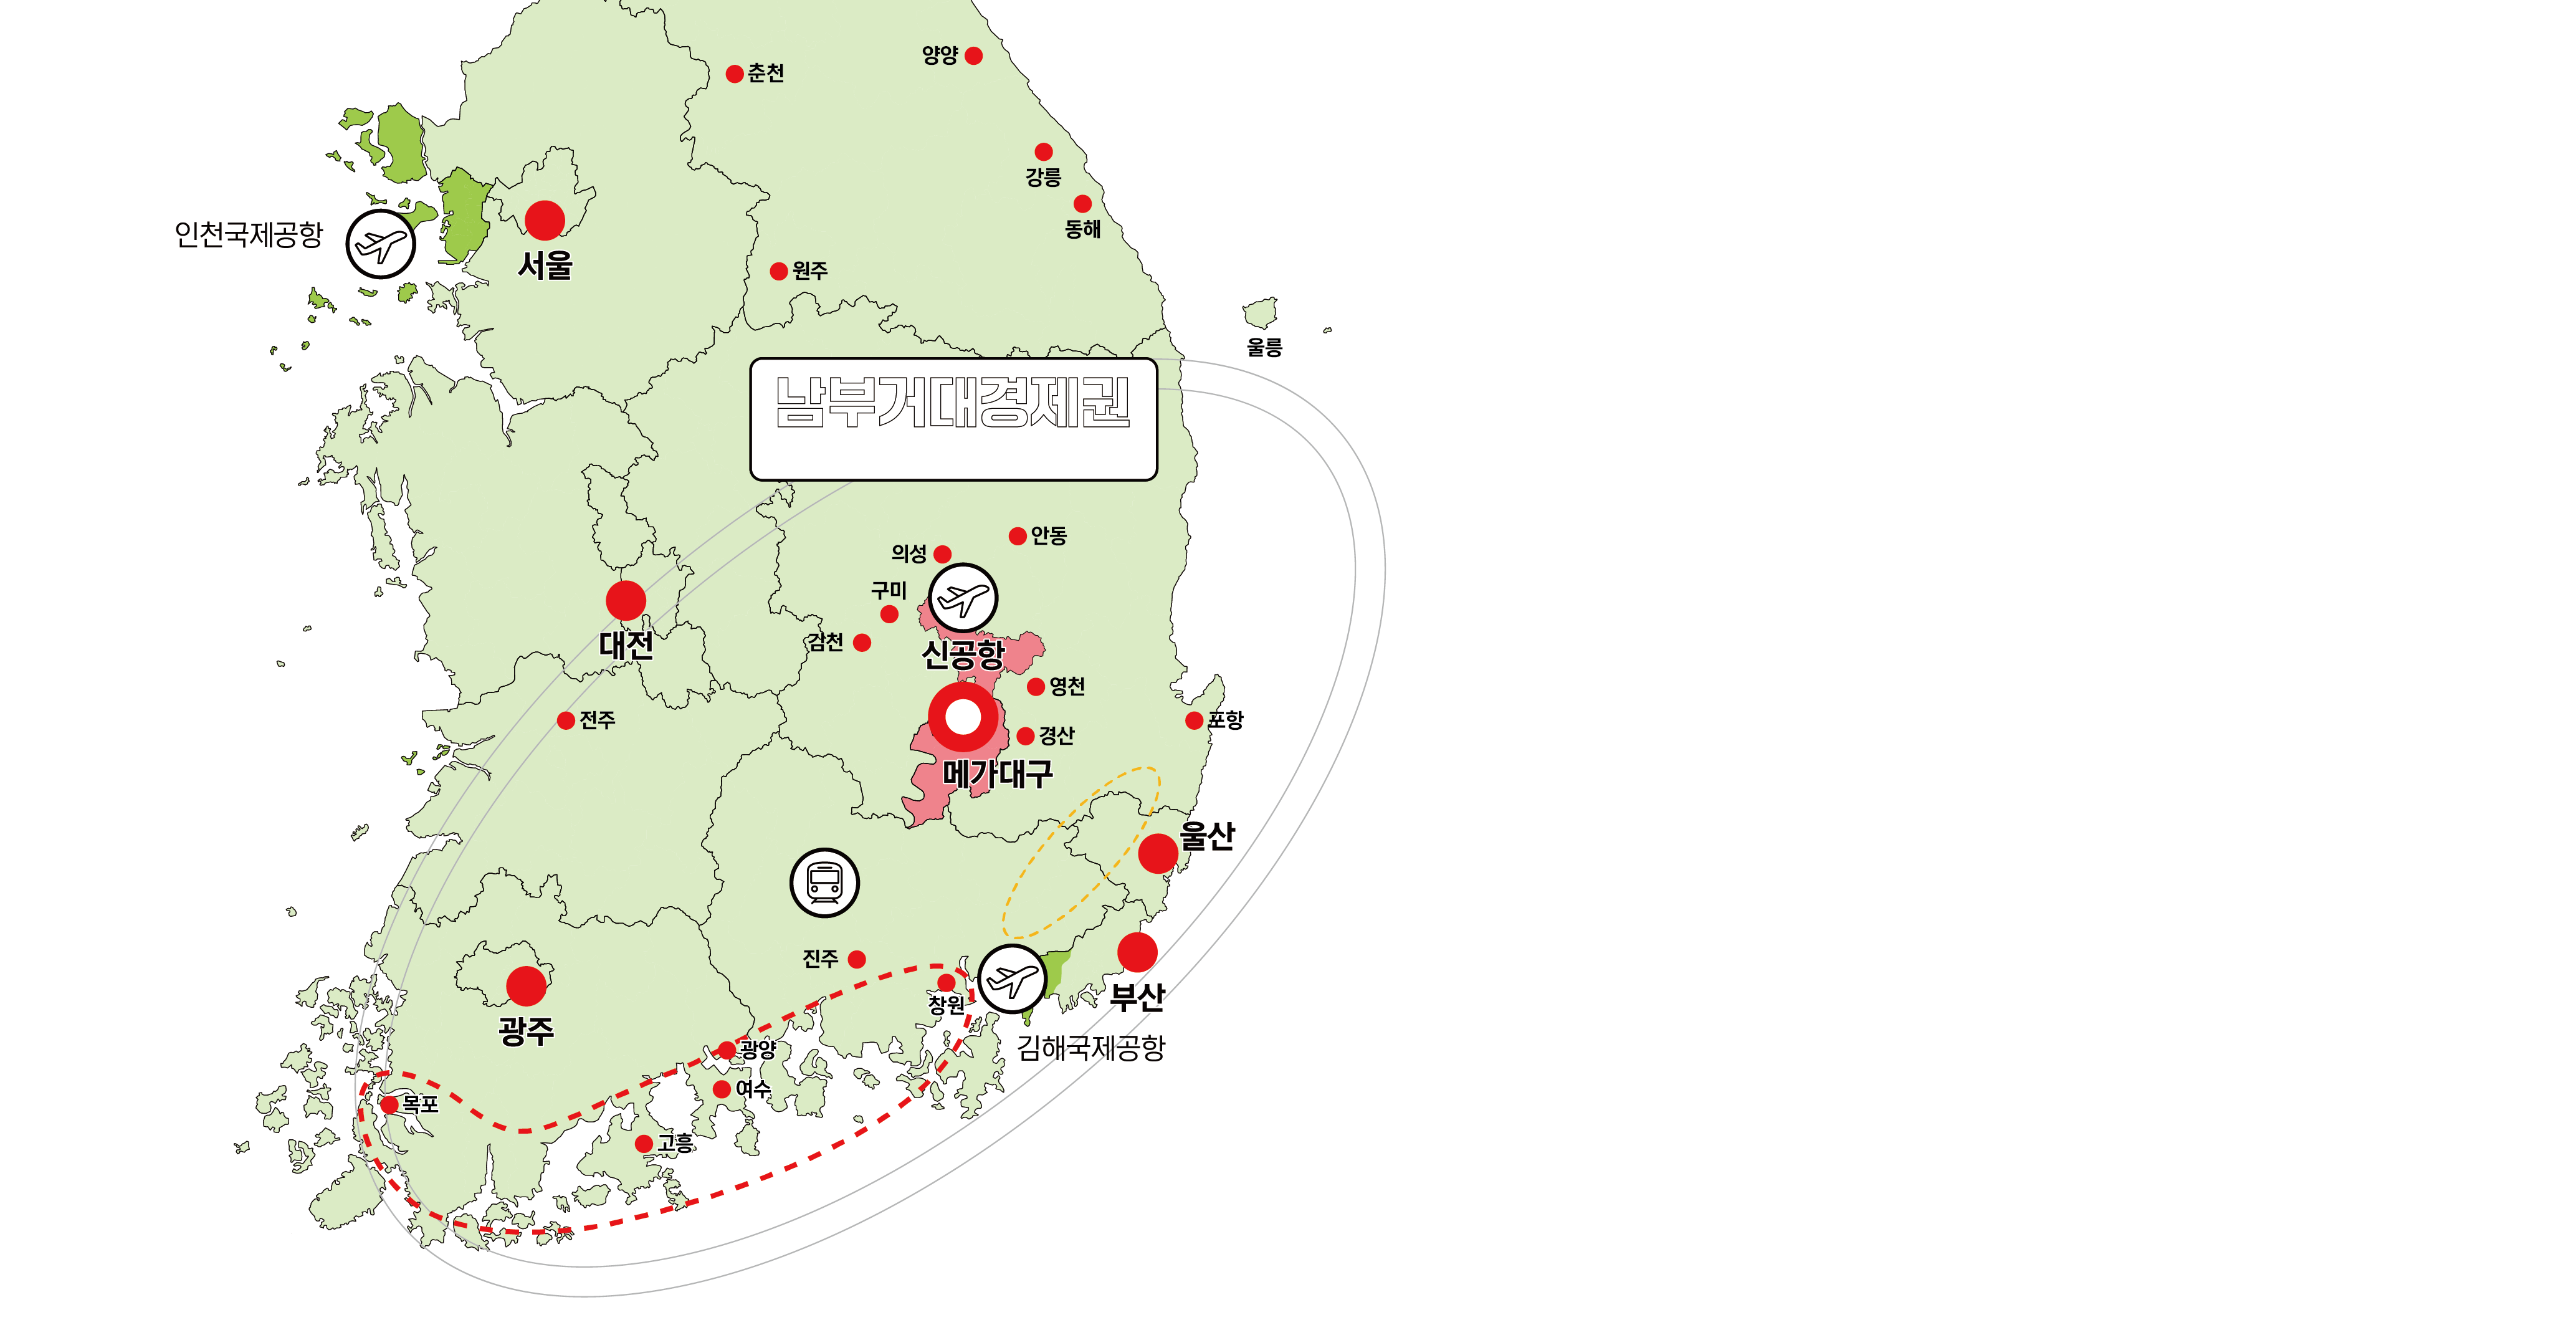 양양
춘천
강릉
동해
인천국제공항
서울
원주
울릉
남부거대경제권
안동
의성
구미
김천
대전
신공항
영천
전주
포항
경산
메가대구
울산
진주
부산
창원
광주
김해국제공항
광양
여수
목포
고흥